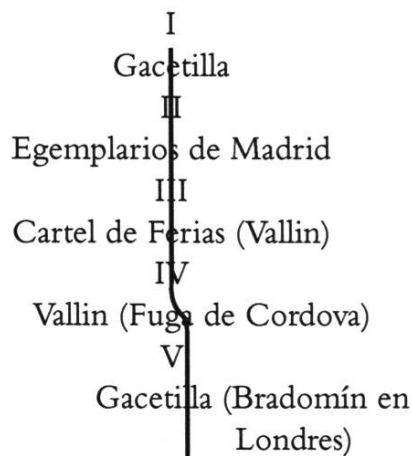 I
Gacetilla
II
Egemplarios de Madrid
III
Cartel de Ferias (Vallin)
IV
Vallin (Fuga de Cordova)
V
Gacetilla (Bradomín en
Londres)